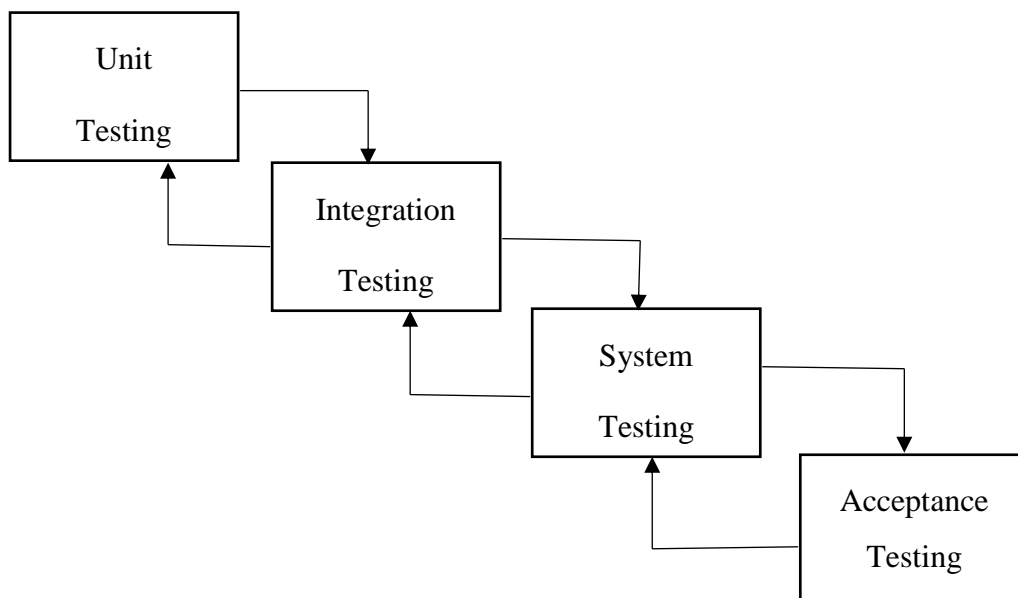 Unit
Testing
Integration
Testing
System
Testing
Acceptance
Testing